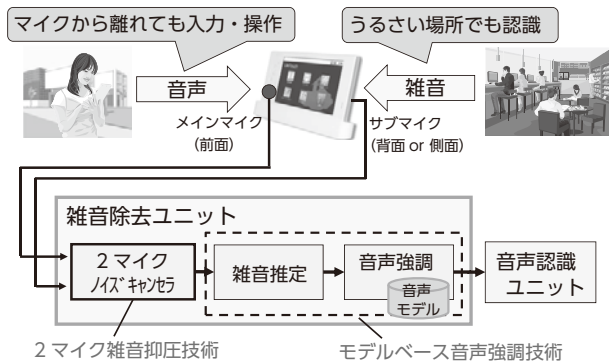 マイクから離れても入力・操作
うるさい場所でも認識
音声
雑音
メインマイク
（前面）
サブマイク
（背面 or 側面）
雑音除去ユニット
2マイク
ﾉｲｽﾞｷｬﾝｾﾗ
雑音推定
音声強調
音声
モデル
音声認識
ユニット
2マイク雑音抑圧技術
モデルベース音声強調技術